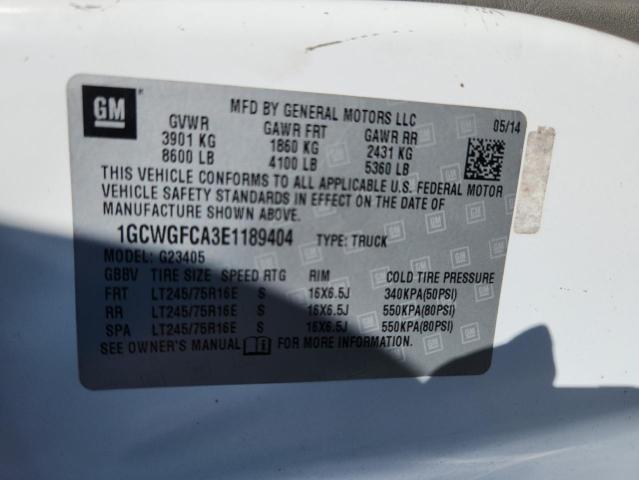 GM
MFD BY GENERAL MOTORS LLC
GVWR GAWR FRT GAWR RR 05/14
3901 KG 1860 KG 2431 KG
8600 LB 4100 LB 5360 LB
THIS VEHICLE CONFORMS TO ALL APPLICABLE U.S. FEDERAL MOTOR
VEHICLE SAFETY STANDARDS IN EFFECT ON THE DATE OF
MANUFACTURE SHOWN ABOVE.
1GCWGFCA3E1189404 TYPE: TRUCK
MODEL: G23405
GBBV TIRE SIZE SPEED RTG RIM COLD TIRE PRESSURE
FRT LT245/75R16E S 16X6.5J 340KPA(50PSI)
RR LT245/75R16E S 16X6.5J 550KPA(80PSI)
SPA LT245/75R16E S 16X6.5J 550KPA(80PSI)
SEE OWNER'S MANUAL FOR MORE INFORMATION.